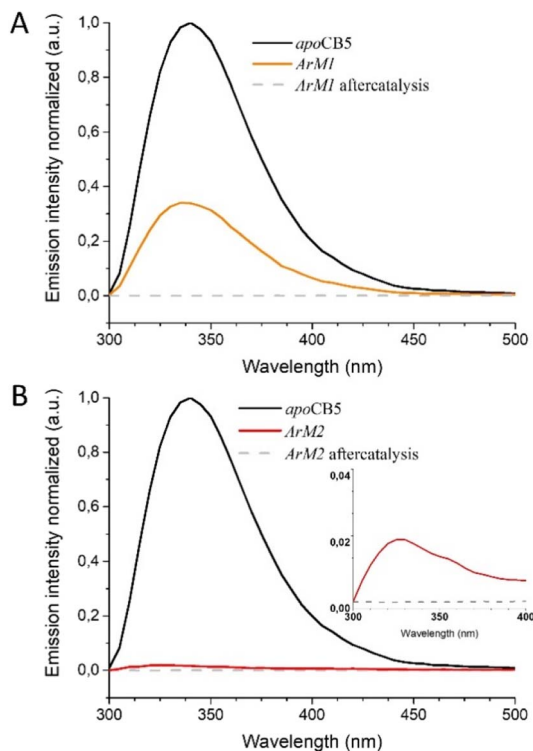 A
Emission intensity normalized (a.u.)
1,0
0,8
0,6
0,4
0,2
0,0
apoCB5
ArM1
ArM1 aftercatalysis
300 350 400 450 500
Wavelength (nm)
B
Emission intensity normalized (a.u.)
1,0
0,8
0,6
0,4
0,2
0,0
apoCB5
ArM2
ArM2 aftercatalysis
0,04
0,02
0,00
300 350 400
Wavelength (nm)
300 350 400 450 500
Wavelength (nm)